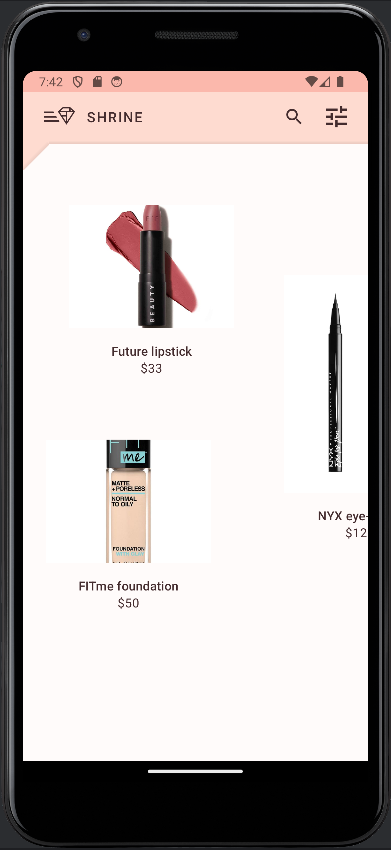 7:42
SHRINE
BEAUTY
Future lipstick
$33
FIT
me
MATTE
+PORELESS
NORMAL
TO OILY
FOUNDATION
FITme foundation
$50
NYX eye-
$12